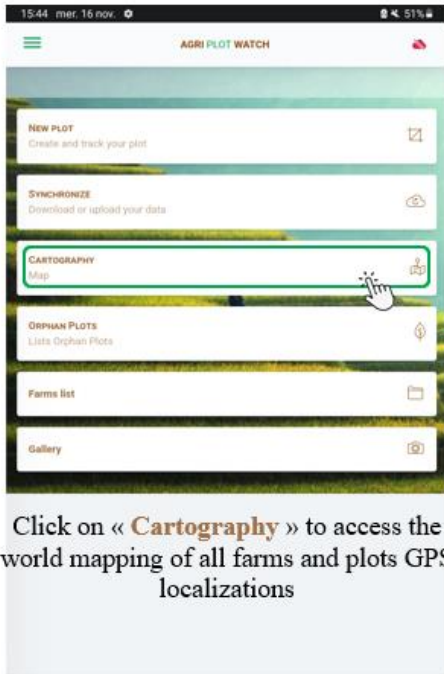 15:44 mer. 16 nov. 51%
AGRI PLOT WATCH
NEW PLOT
Create and track your plot
SYNCHRONIZE
Download or upload your data
CARTOGRAPHY
Map
ORPHAN PLOTS
Lists Orphan Plots
Farms list
Gallery
Click on « Cartography » to access the
world mapping of all farms and plots GPS
localizations